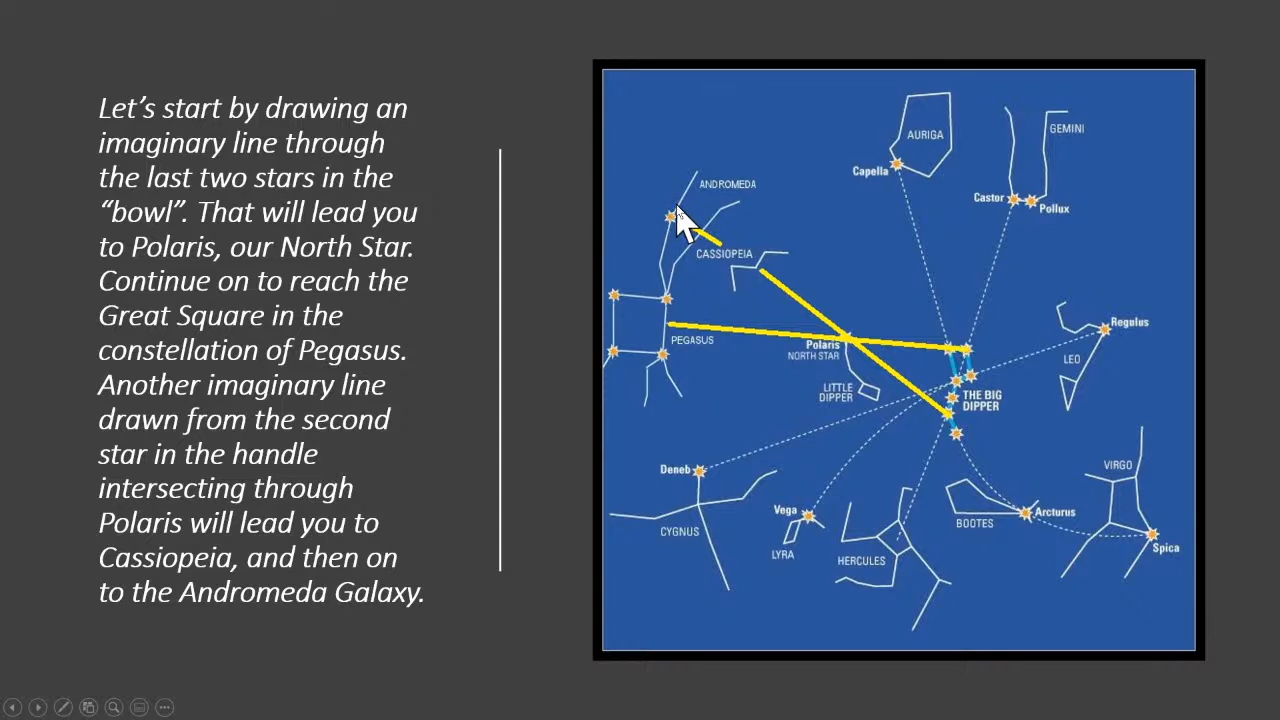 Let’s start by drawing an
imaginary line through
the last two stars in the
“bowl”. That will lead you
to Polaris, our North Star.
Continue on to reach the
Great Square in the
constellation of Pegasus.
Another imaginary line
drawn from the second
star in the handle
intersecting through
Polaris will lead you to
Cassiopeia, and then on
to the Andromeda Galaxy.
AURIGA
GEMINI
Capella
ANDROMEDA
Castor
Pollux
CASSIOPEIA
Regulus
PEGASUS
Polaris
NORTH STAR
LEO
LITTLE
DIPPER
THE BIG
DIPPER
Deneb
VIRGO
Vega
Arcturus
BOOTES
CYGNUS
LYRA
HERCULES
Spica